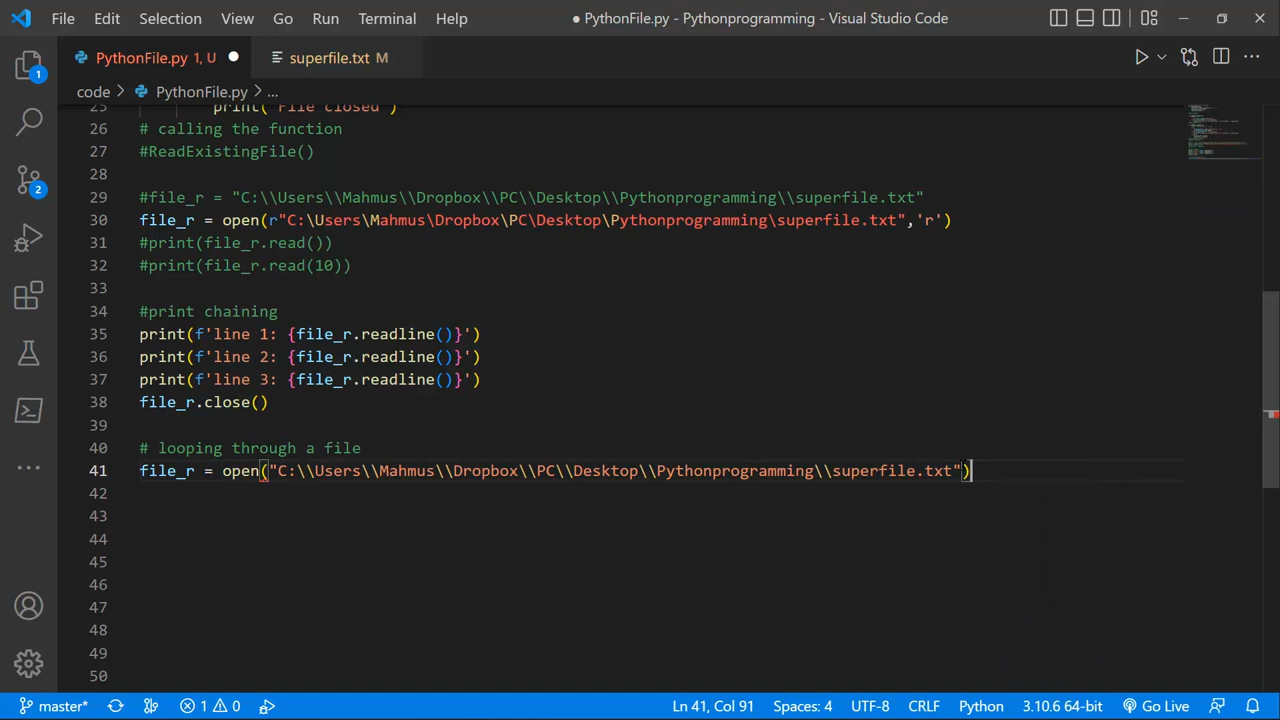 File Edit Selection View Go Run Terminal Help ● PythonFile.py - Pythonprogramming - Visual Studio Code
PythonFile.py 1, U superfile.txt M
code > PythonFile.py > ...
25 print('File closed')
26 # calling the function
27 #ReadExistingFile()
28
29 #file_r = "C:\\Users\\Mahmus\\Dropbox\\PC\\Desktop\\Pythonprogramming\\superfile.txt"
30 file_r = open(r"C:\Users\Mahmus\Dropbox\PC\Desktop\Pythonprogramming\superfile.txt",'r')
31 #print(file_r.read())
32 #print(file_r.read(10))
33
34 #print chaining
35 print(f'line 1: {file_r.readline()}')
36 print(f'line 2: {file_r.readline()}')
37 print(f'line 3: {file_r.readline()}')
38 file_r.close()
39
40 # looping through a file
41 file_r = open("C:\\Users\\Mahmus\\Dropbox\\PC\\Desktop\\Pythonprogramming\\superfile.txt")
42
43
44
45
46
47
48
49
50
1
2
master* 1 0 Ln 41, Col 91 Spaces: 4 UTF-8 CRLF Python 3.10.6 64-bit Go Live